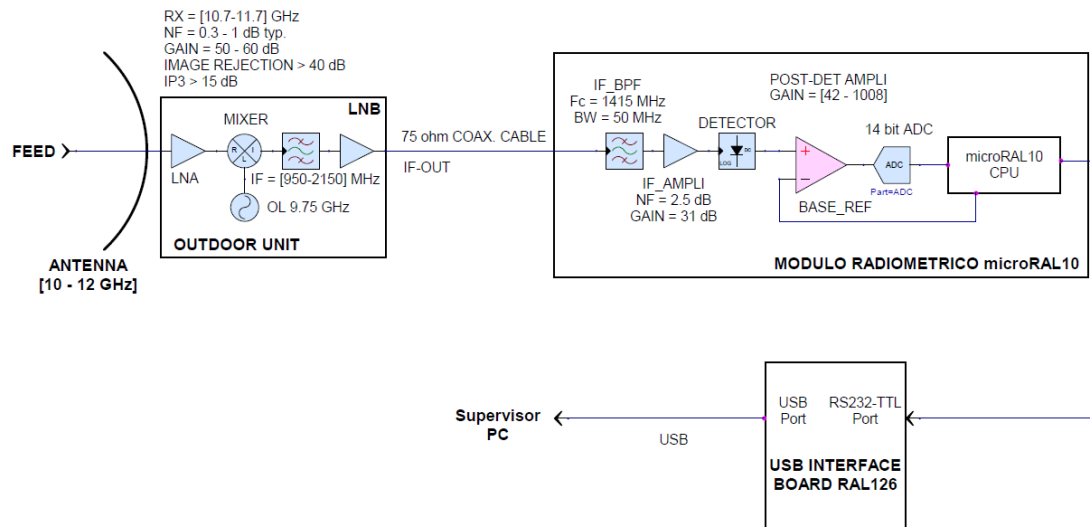 RX = [10.7-11.7] GHz
NF = 0.3 - 1 dB typ.
GAIN = 50 - 60 dB
IMAGE REJECTION > 40 dB
IP3 > 15 dB
LNB
MIXER
R
I
L
LNA
IF = [950-2150] MHz
OL 9.75 GHz
OUTDOOR UNIT
FEED
ANTENNA
[10 - 12 GHz]
75 ohm COAX. CABLE
IF-OUT
IF_BPF
Fc = 1415 MHz
BW = 50 MHz
IF_AMPLI
NF = 2.5 dB
GAIN = 31 dB
DETECTOR
DC
LOG
POST-DET AMPLI
GAIN = [42 - 1008]
+
−
BASE_REF
14 bit ADC
ADC
Part=ADC
microRAL10
CPU
MODULO RADIOMETRICO microRAL10
Supervisor
PC
USB
USB
Port
RS232-TTL
Port
USB INTERFACE
BOARD RAL126